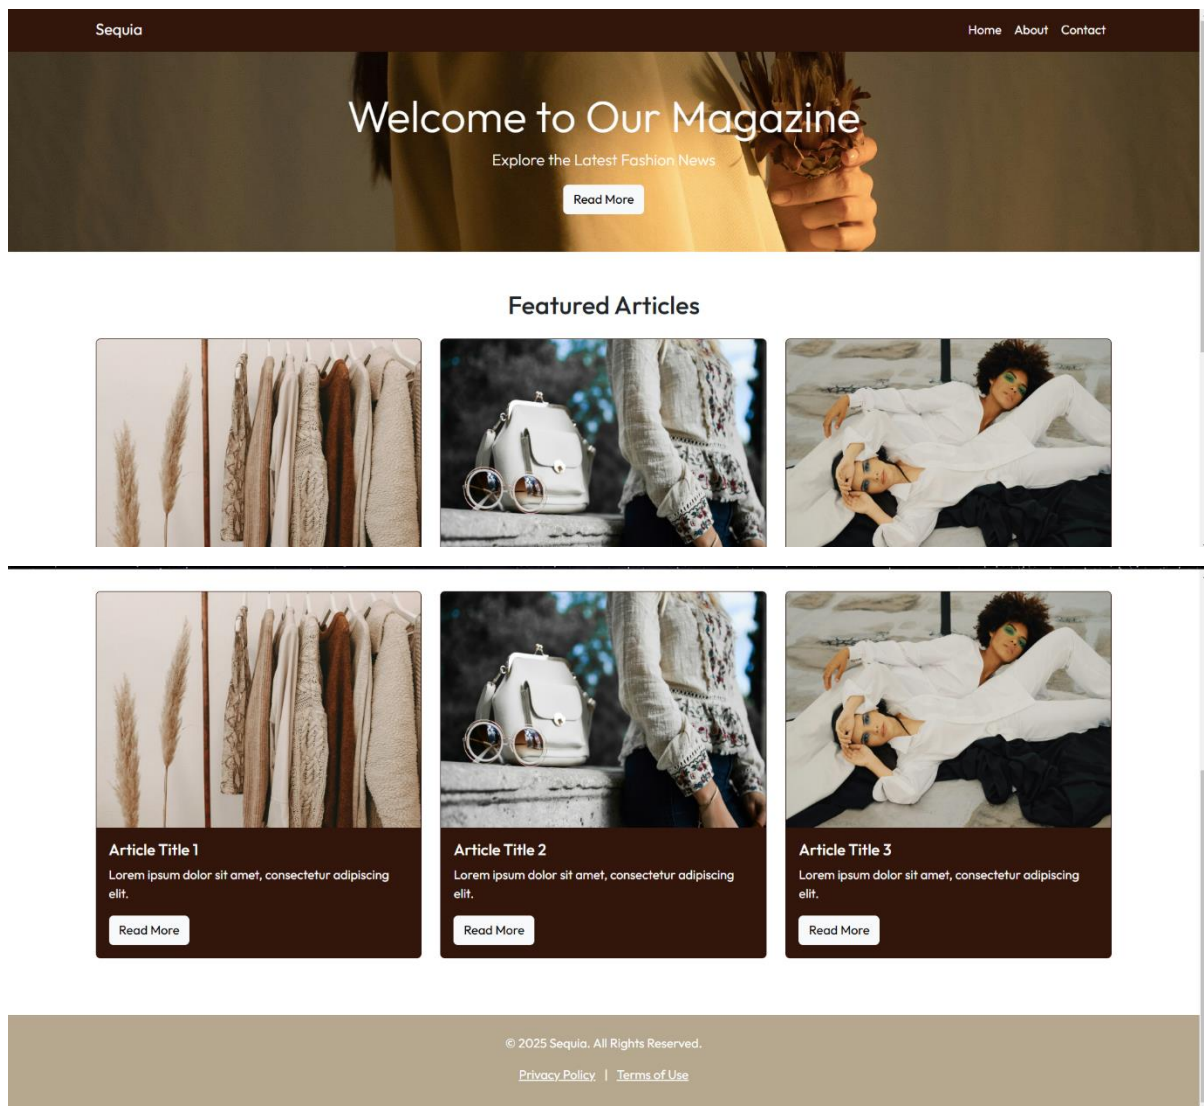 Sequia
Home About Contact
Welcome to Our Magazine
Explore the Latest Fashion News
Read More
Featured Articles
Article Title 1
Lorem ipsum dolor sit amet, consectetur adipiscing
elit.
Read More
Article Title 2
Lorem ipsum dolor sit amet, consectetur adipiscing
elit.
Read More
Article Title 3
Lorem ipsum dolor sit amet, consectetur adipiscing
elit.
Read More
© 2025 Sequia. All Rights Reserved.
Privacy Policy | Terms of Use